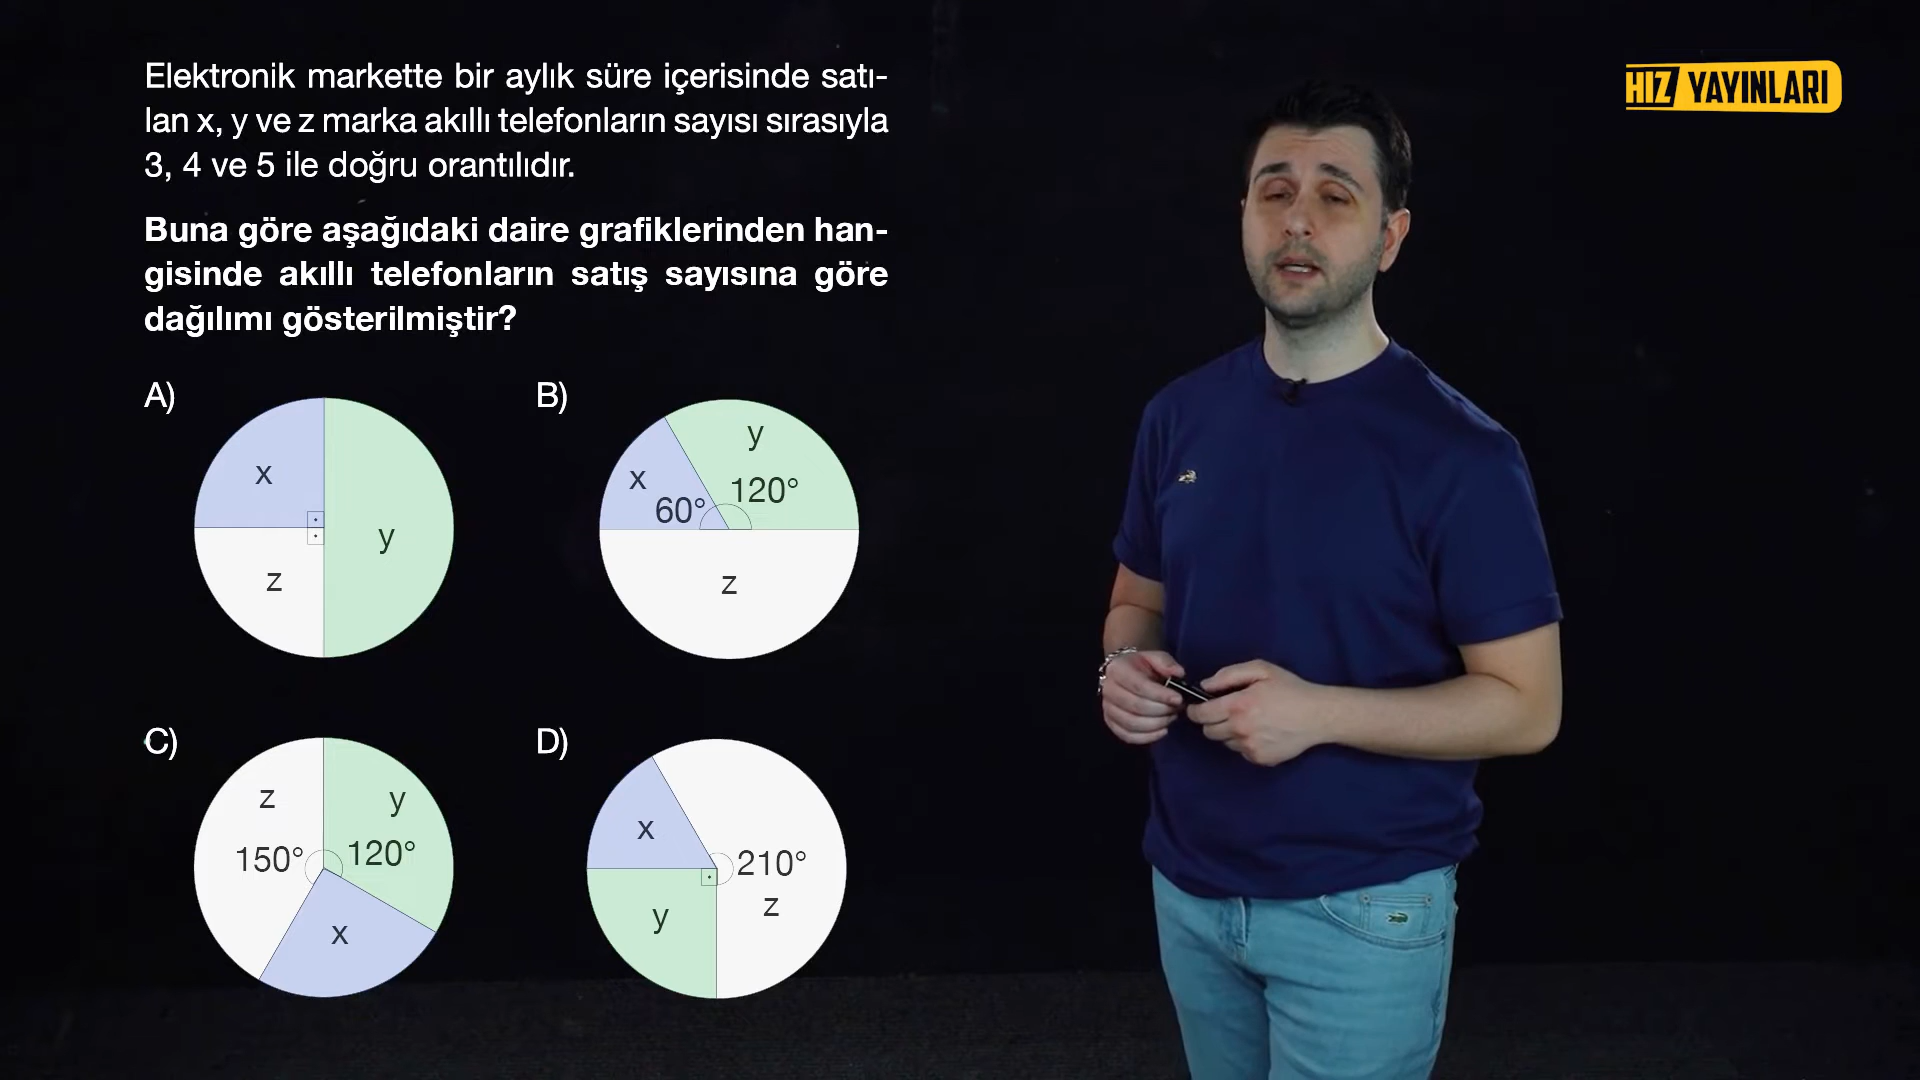 Elektronik markette bir aylık süre içerisinde satı-
lan x, y ve z marka akıllı telefonların sayısı sırasıyla
3, 4 ve 5 ile doğru orantılıdır.
Buna göre aşağıdaki daire grafiklerinden han-
gisinde akıllı telefonların satış sayısına göre
dağılımı gösterilmiştir?
A)
x
y
z
B)
y
x
120°
60°
z
C)
z
y
150°
120°
x
D)
x
210°
z
y
HIZ YAYINLARI